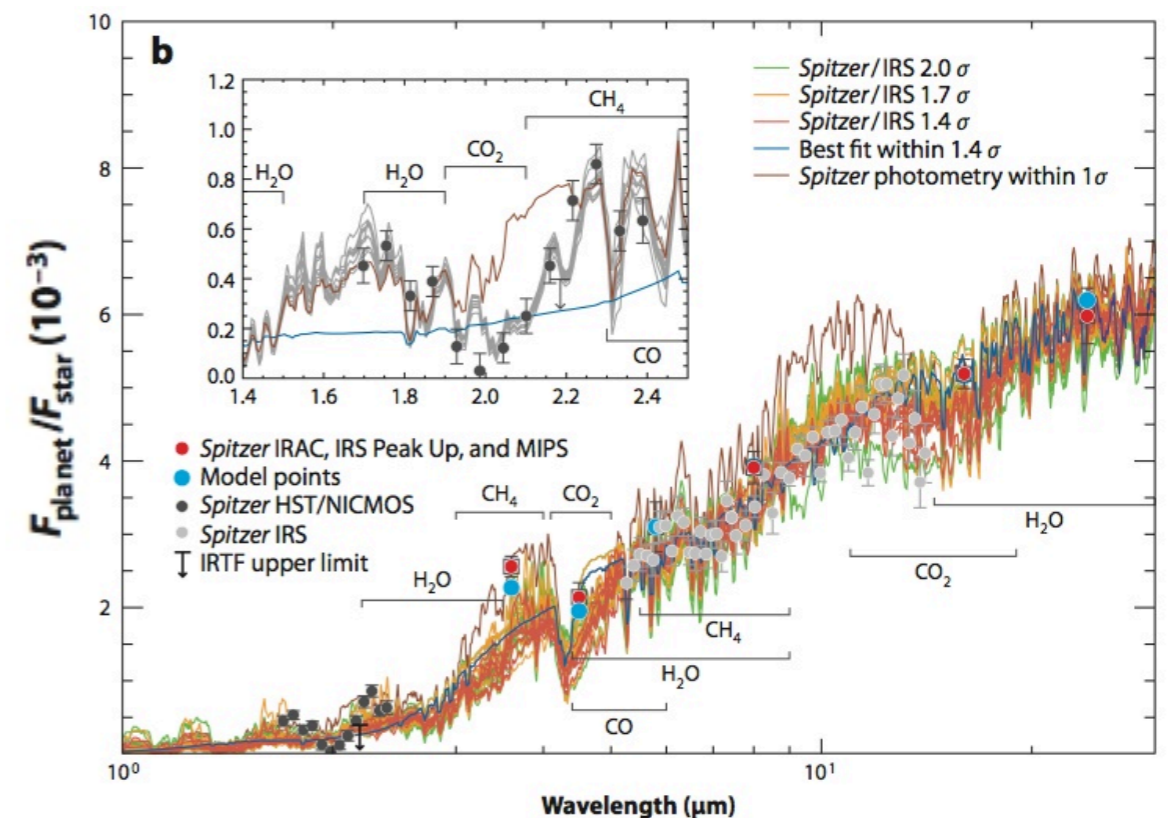 10
b
1.2
1.0
0.8
0.6
0.4
0.2
0.0
1.4 1.6 1.8 2.0 2.2 2.4
H₂O
H₂O
CO₂
CH₄
CO
Spitzer/IRS 2.0 σ
Spitzer/IRS 1.7 σ
Spitzer/IRS 1.4 σ
Best fit within 1.4 σ
Spitzer photometry within 1σ
8
6
4
2
F_planet/F_star (10⁻³)
Spitzer IRAC, IRS Peak Up, and MIPS
Model points
Spitzer HST/NICMOS
Spitzer IRS
IRTF upper limit
CH₄
CO₂
H₂O
H₂O
CO₂
CH₄
H₂O
CO
10⁰ 10¹
Wavelength (μm)